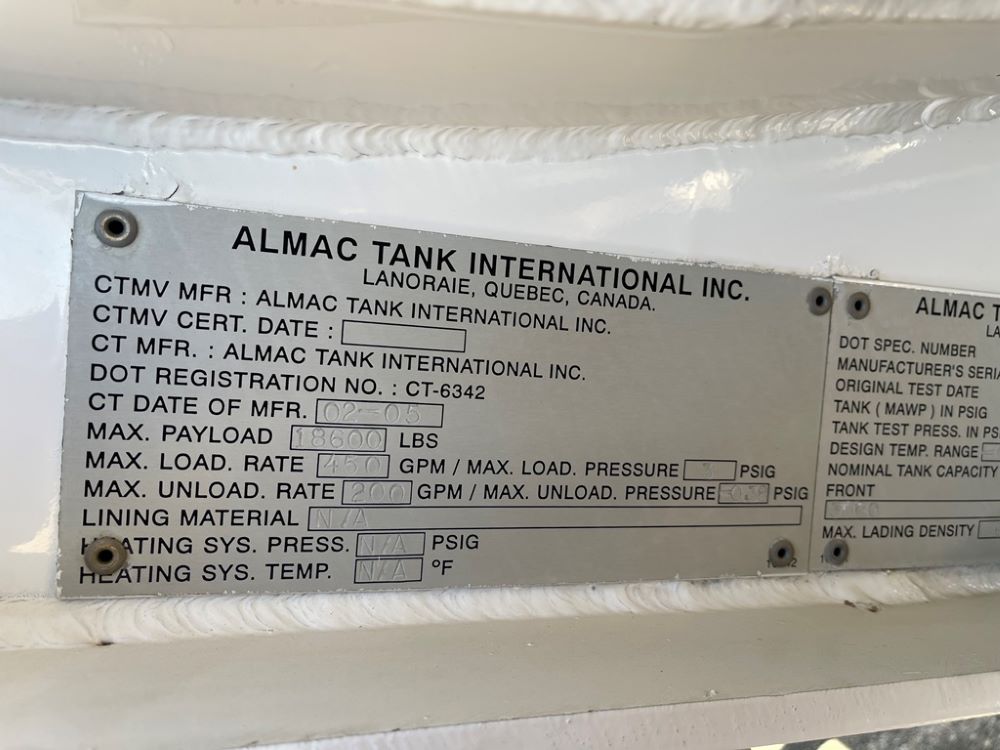 ALMAC TANK INTERNATIONAL INC.
LANORAIE, QUEBEC, CANADA.
CTMV MFR : ALMAC TANK INTERNATIONAL INC.
CTMV CERT. DATE :
CT MFR. : ALMAC TANK INTERNATIONAL INC.
DOT REGISTRATION NO. : CT-6342
CT DATE OF MFR. 02-05
MAX. PAYLOAD 18600 LBS
MAX. LOAD. RATE 450 GPM / MAX. LOAD. PRESSURE 3 PSIG
MAX. UNLOAD. RATE 200 GPM / MAX. UNLOAD. PRESSURE PSIG
LINING MATERIAL N/A
HEATING SYS. PRESS. N/A PSIG
HEATING SYS. TEMP. N/A °F
ALMAC T
LA
DOT SPEC. NUMBER
MANUFACTURER'S SERIA
ORIGINAL TEST DATE
TANK ( MAWP ) IN PSIG
TANK TEST PRESS. IN PS
DESIGN TEMP. RANGE
NOMINAL TANK CAPACITY
FRONT
MAX. LADING DENSITY